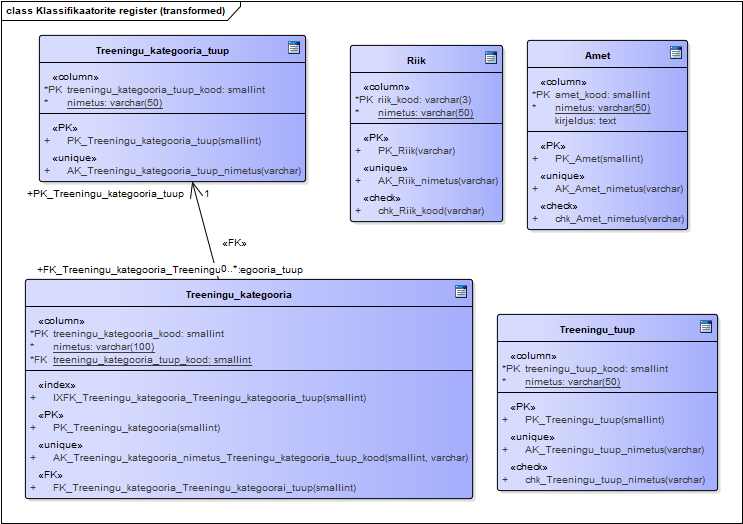 class Klassifikaatorite register (transformed)
Treeningu_kategooria_tuup
«column»
*PK treeningu_kategooria_tuup_kood: smallint
* nimetus: varchar(50)
«PK»
+ PK_Treeningu_kategooria_tuup(smallint)
«unique»
+ AK_Treeningu_kategooria_tuup_nimetus(varchar)
Riik
«column»
*PK riik_kood: varchar(3)
* nimetus: varchar(50)
«PK»
+ PK_Riik(varchar)
«unique»
+ AK_Riik_nimetus(varchar)
«check»
+ chk_Riik_kood(varchar)
Amet
«column»
*PK amet_kood: smallint
* nimetus: varchar(50)
kirjeldus: text
«PK»
+ PK_Amet(smallint)
«unique»
+ AK_Amet_nimetus(varchar)
«check»
+ chk_Amet_nimetus(varchar)
+PK_Treeningu_kategooria_tuup 1
«FK»
+FK_Treeningu_kategooria_Treeningu 0..* egooria_tuup
Treeningu_kategooria
«column»
*PK treeningu_kategooria_kood: smallint
* nimetus: varchar(100)
*FK treeningu_kategooria_tuup_kood: smallint
«index»
+ IXFK_Treeningu_kategooria_Treeningu_kategooria_tuup(smallint)
«PK»
+ PK_Treeningu_kategooria(smallint)
«unique»
+ AK_Treeningu_kategooria_nimetus_Treeningu_kategooria_tuup_kood(smallint, varchar)
«FK»
+ FK_Treeningu_kategooria_Treeningu_kategoorai_tuup(smallint)
Treeningu_tuup
«column»
*PK treeningu_tuup_kood: smallint
* nimetus: varchar(50)
«PK»
+ PK_Treeningu_tuup(smallint)
«unique»
+ AK_Treeningu_tuup_nimetus(varchar)
«check»
+ chk_Treeningu_tuup_nimetus(varchar)